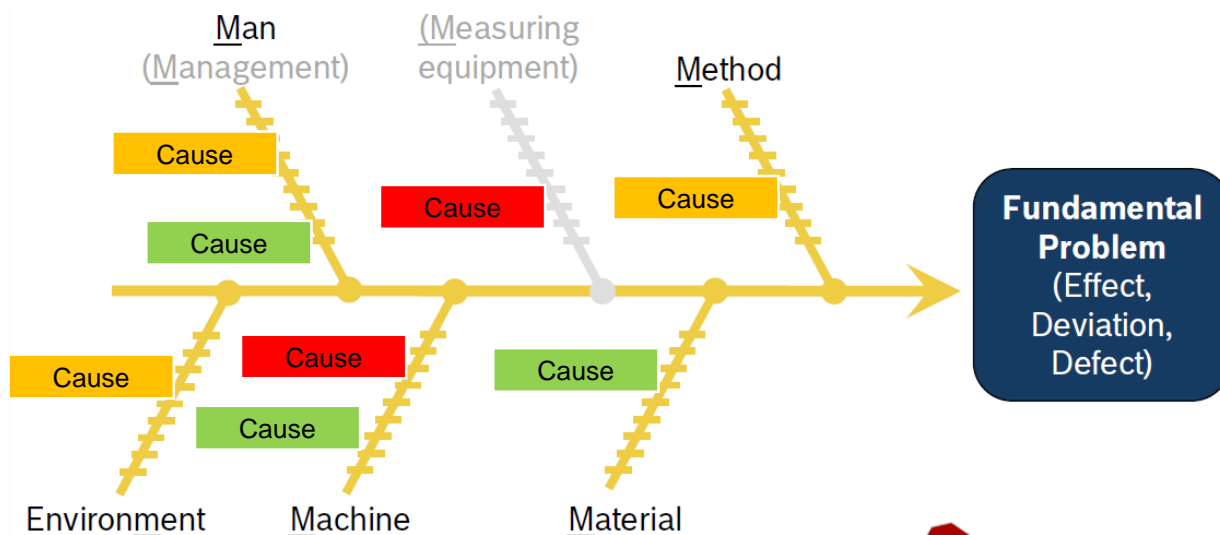 Man
(Management)
(Measuring
equipment)
Method
Cause
Cause
Cause
Cause
Fundamental
Problem
(Effect,
Deviation,
Defect)
Cause
Cause
Cause
Cause
Environment
Machine
Material